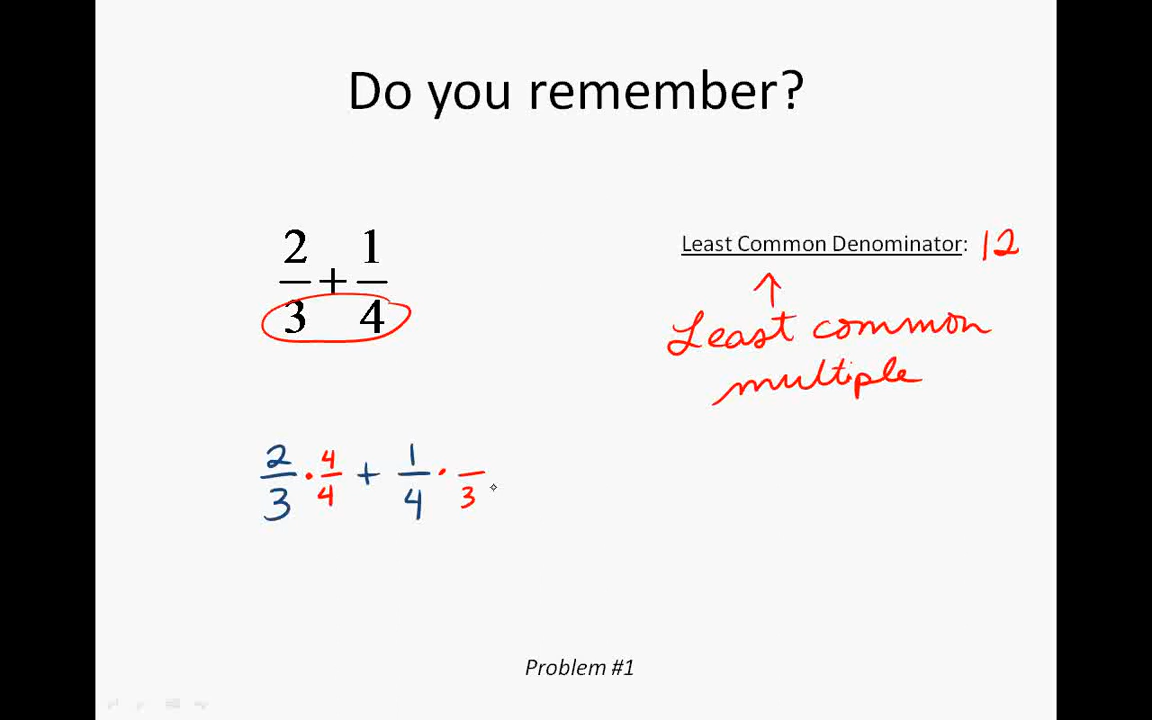 Do you remember?
2/3 + 1/4
Least Common Denominator: 12
↑
Least common
multiple
2/3 · 4/4 + 1/4 · /3
Problem #1